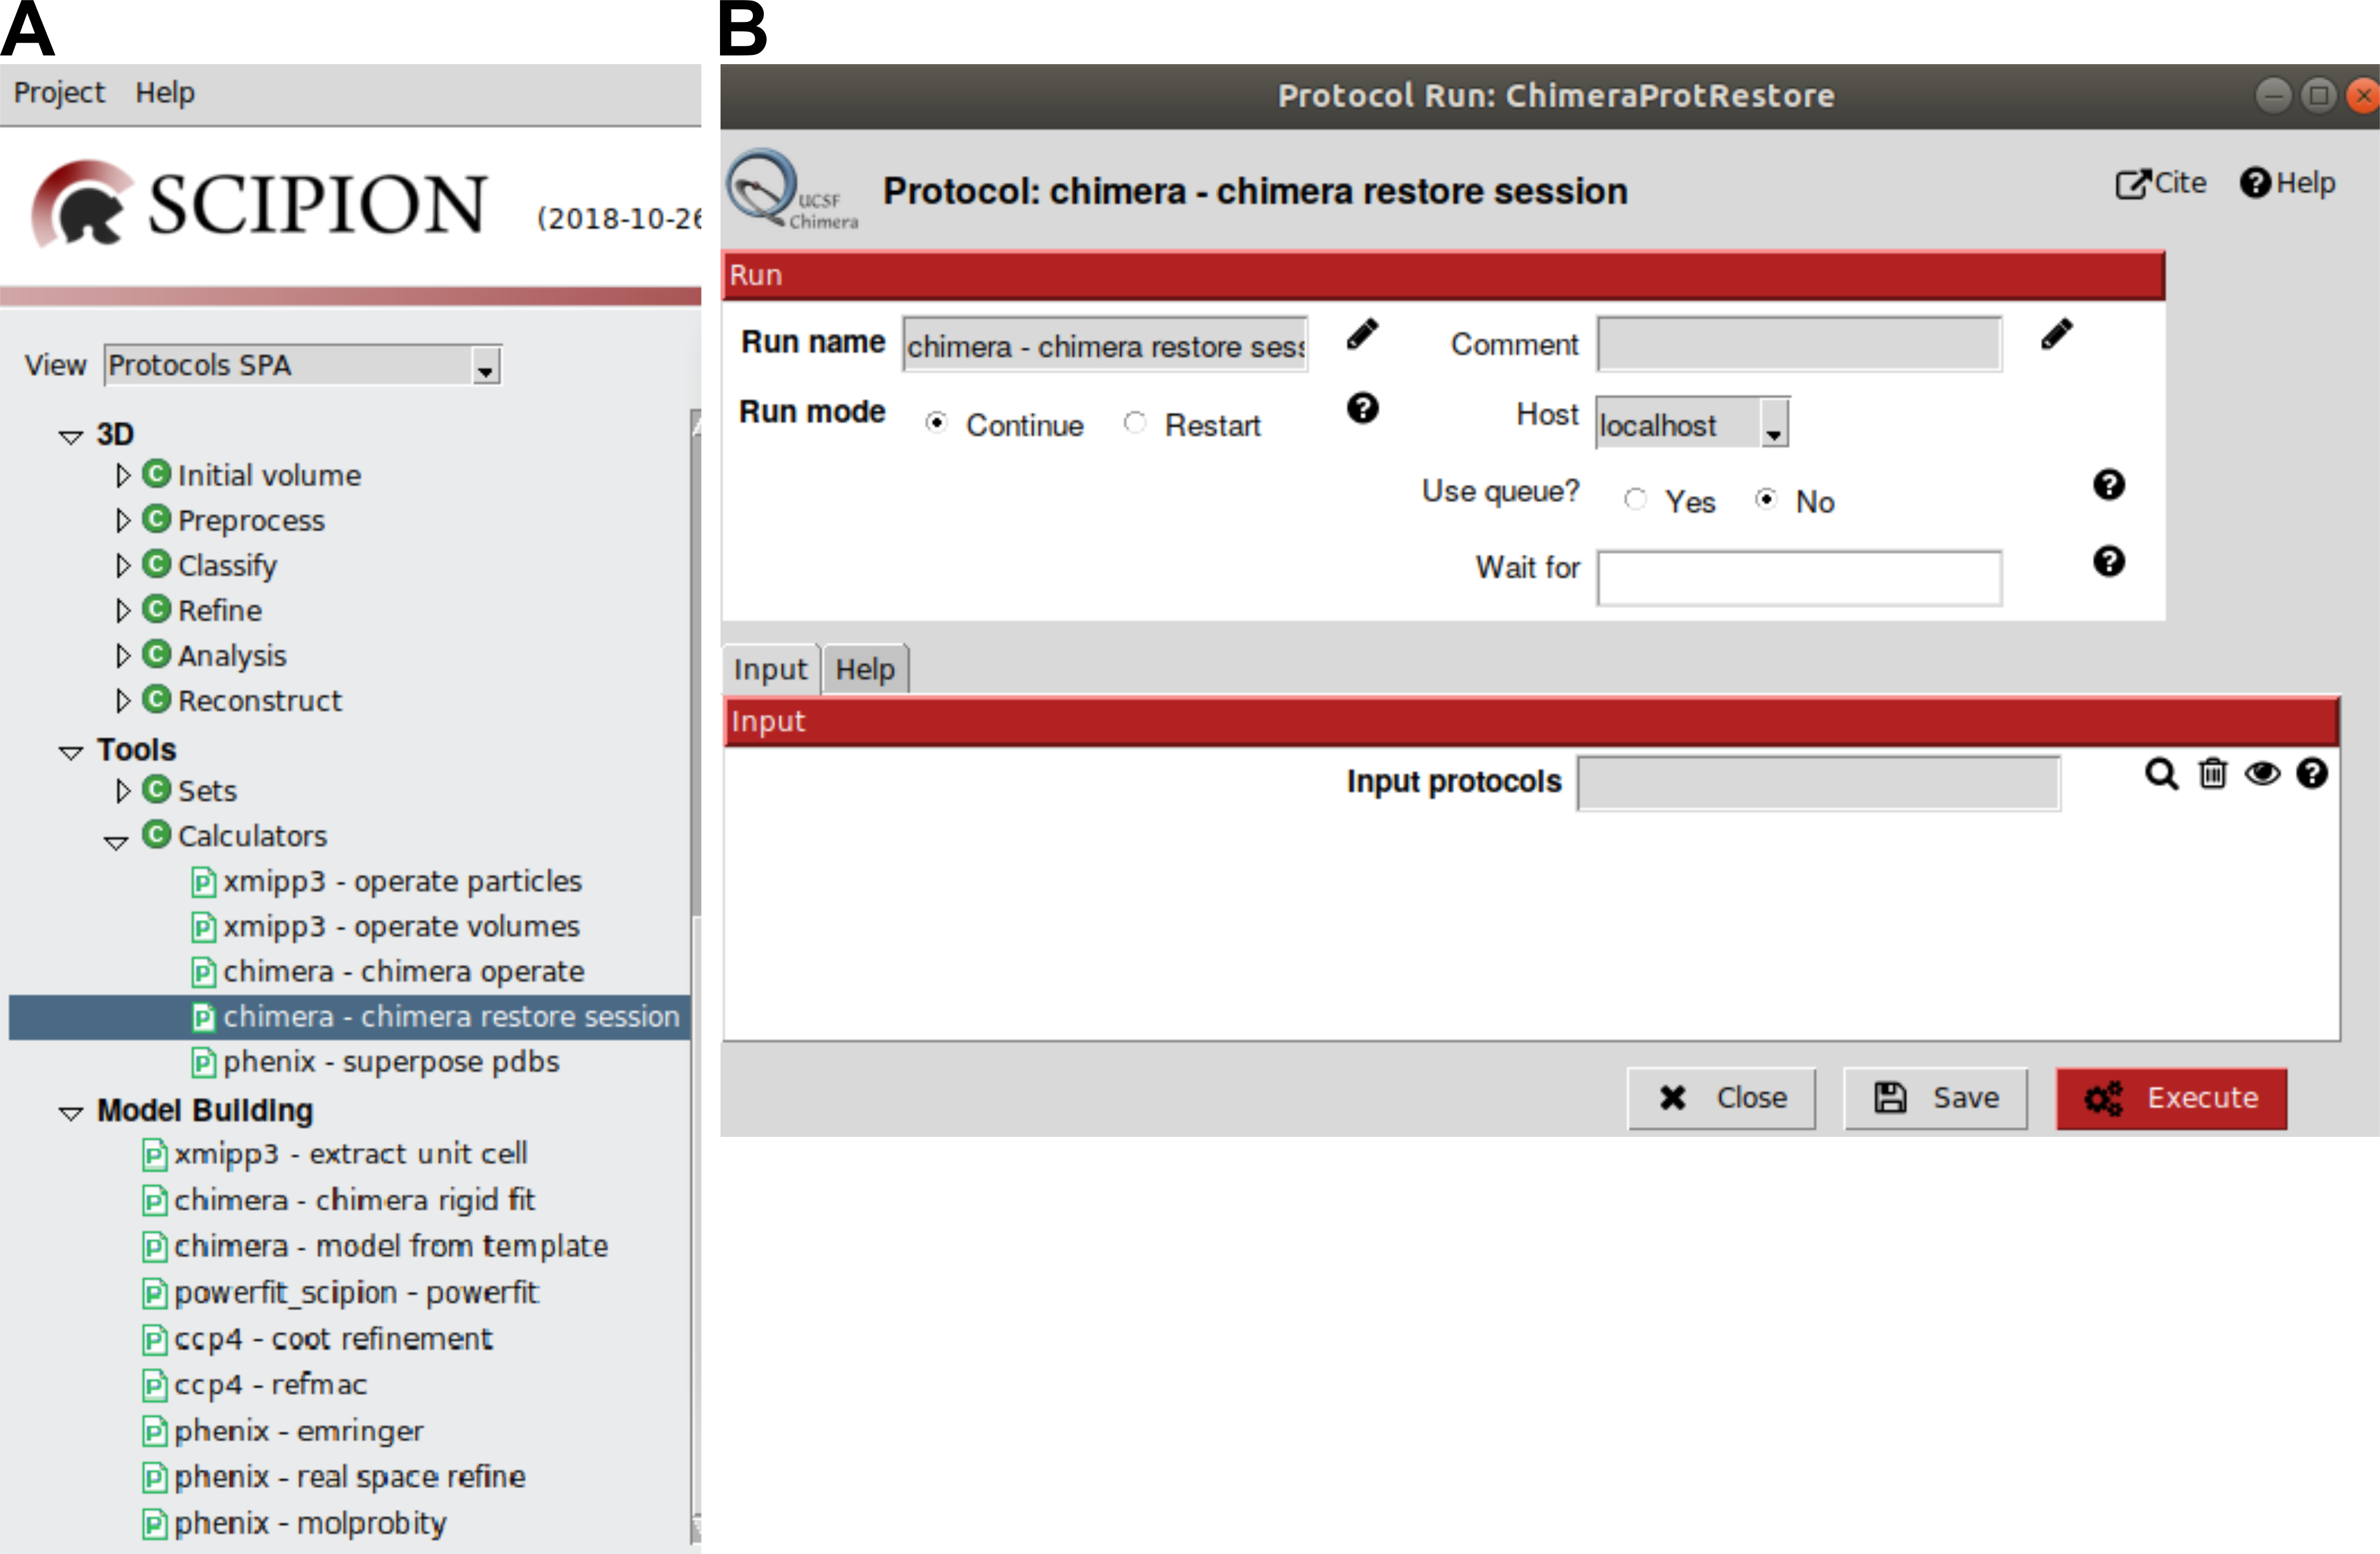 A
Project Help
SCIPION (2018-10-26
View Protocols SPA
3D
C Initial volume
C Preprocess
C Classify
C Refine
C Analysis
C Reconstruct
Tools
C Sets
C Calculators
P xmipp3 - operate particles
P xmipp3 - operate volumes
P chimera - chimera operate
P chimera - chimera restore session
P phenix - superpose pdbs
Model Building
P xmipp3 - extract unit cell
P chimera - chimera rigid fit
P chimera - model from template
P powerfit_scipion - powerfit
P ccp4 - coot refinement
P ccp4 - refmac
P phenix - emringer
P phenix - real space refine
P phenix - molprobity
B
Protocol Run: ChimeraProtRestore
UCSF
Chimera
Protocol: chimera - chimera restore session
Cite ? Help
Run
Run name chimera - chimera restore sess Comment
Run mode Continue Restart ? Host localhost
Use queue? Yes No ?
Wait for ?
Input Help
Input
Input protocols ?
Close Save Execute